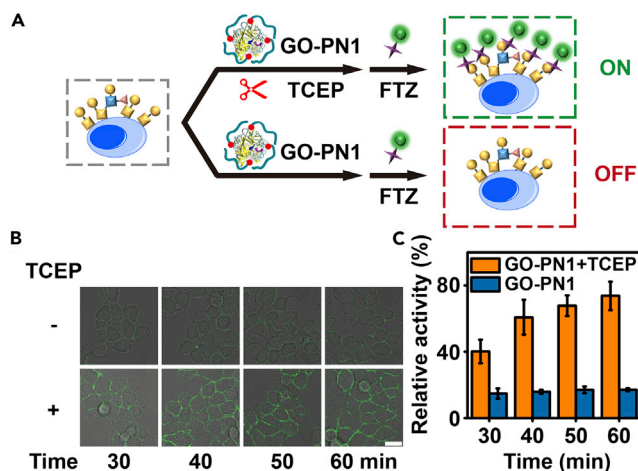 A
GO-PN1
TCEP
FTZ
ON
GO-PN1
FTZ
OFF
B
TCEP
-
+
Time 30 40 50 60 min
C
Relative activity (%)
80
40
0
GO-PN1+TCEP
GO-PN1
30 40 50 60
Time (min)